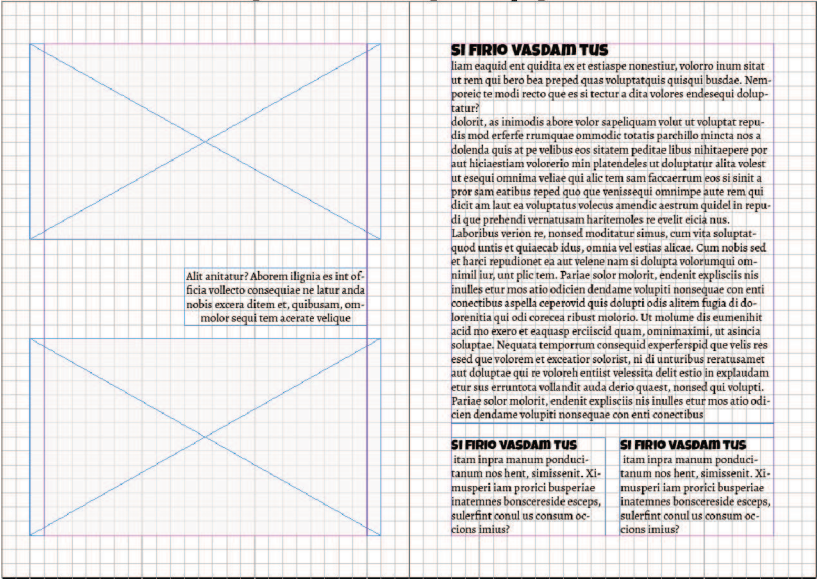 Alit anitatur? Aborem ilignia es int of-
ficia vollecto consequiae ne latur anda
nobis excera ditem et, quibusam, om-
molor sequi tem acerate velique
SI FIRIO VASDAM TUS
liam eaquid ent quidita ex et estiaspe nonestiur, volorro inum sitat
ut rem qui bero bea preped quas voluptatquis quisqui busdae. Nem-
poreic te modi recto que es si tectur a dita volores endesequi dolup-
tatur?
dolorit, as inimodis abore volor sapeliquam volut ut voluptat repu-
dis mod erferfe rrumquae ommodic totatis parchillo mincta nos a
dolenda quis at pe velibus eos sitatem peditae libus nihitaepere por
aut hiciaestiam volorerio min platendeles ut doluptatur alita volest
ut esequi omnima veliae qui alic tem sam faccaerrum eos si sinit a
pror sam eatibus reped quo que venissequi omnimpe aute rem qui
dicit am laut ea voluptatus volecus amendic aestrum quidel in repu-
di que prehendi vernatusam haritemoles re evelit eicia nus.
Laboribus verion re, nonsed moditatur simus, cum vita soluptat-
quod untis et quiaecab idus, omnia vel estias alicae. Cum nobis sed
et harci repudionet ea aut velene nam si dolupta volorumqui om-
nimil iur, unt plic tem. Pariae solor molorit, endenit explisciis nis
inulles etur mos atio odicien dendame volupiti nonsequae con enti
conectibus aspella ceperovid quis dolupti odis alitem fugia di do-
lorenitia qui odi corecea ribust molorio. Ut molume dis eumenihit
acid mo exero et eaquasp erciiscid quam, omnimaximi, ut asincia
soluptae. Nequata temporrum consequid experferspid que velis res
esed que volorem et exceatior solorist, ni di unturibus reratusamet
aut doluptae qui re voloreh entiist velessita delit estio in explaudam
etur sus erruntota vollandit auda derio quaest, nonsed qui volupti.
Pariae solor molorit, endenit explisciis nis inulles etur mos atio odi-
cien dendame volupiti nonsequae con enti conectibus
SI FIRIO VASDAM TUS
itam inpra manum ponduci-
tanum nos hent, simissenit. Xi-
musperi iam prorici busperiae
inatemnes bonscereside esceps,
sulerfint conul us consum oc-
cions imius?
SI FIRIO VASDAM TUS
itam inpra manum ponduci-
tanum nos hent, simissenit. Xi-
musperi iam prorici busperiae
inatemnes bonscereside esceps,
sulerfint conul us consum oc-
cions imius?